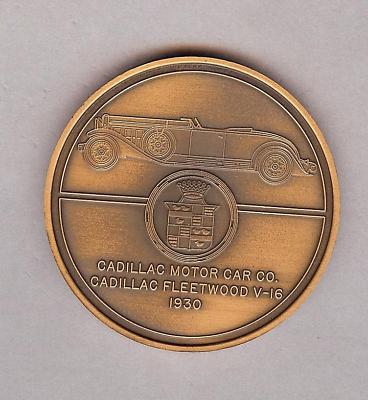 CADILLAC MOTOR CAR CO.
CADILLAC FLEETWOOD V-16
1930